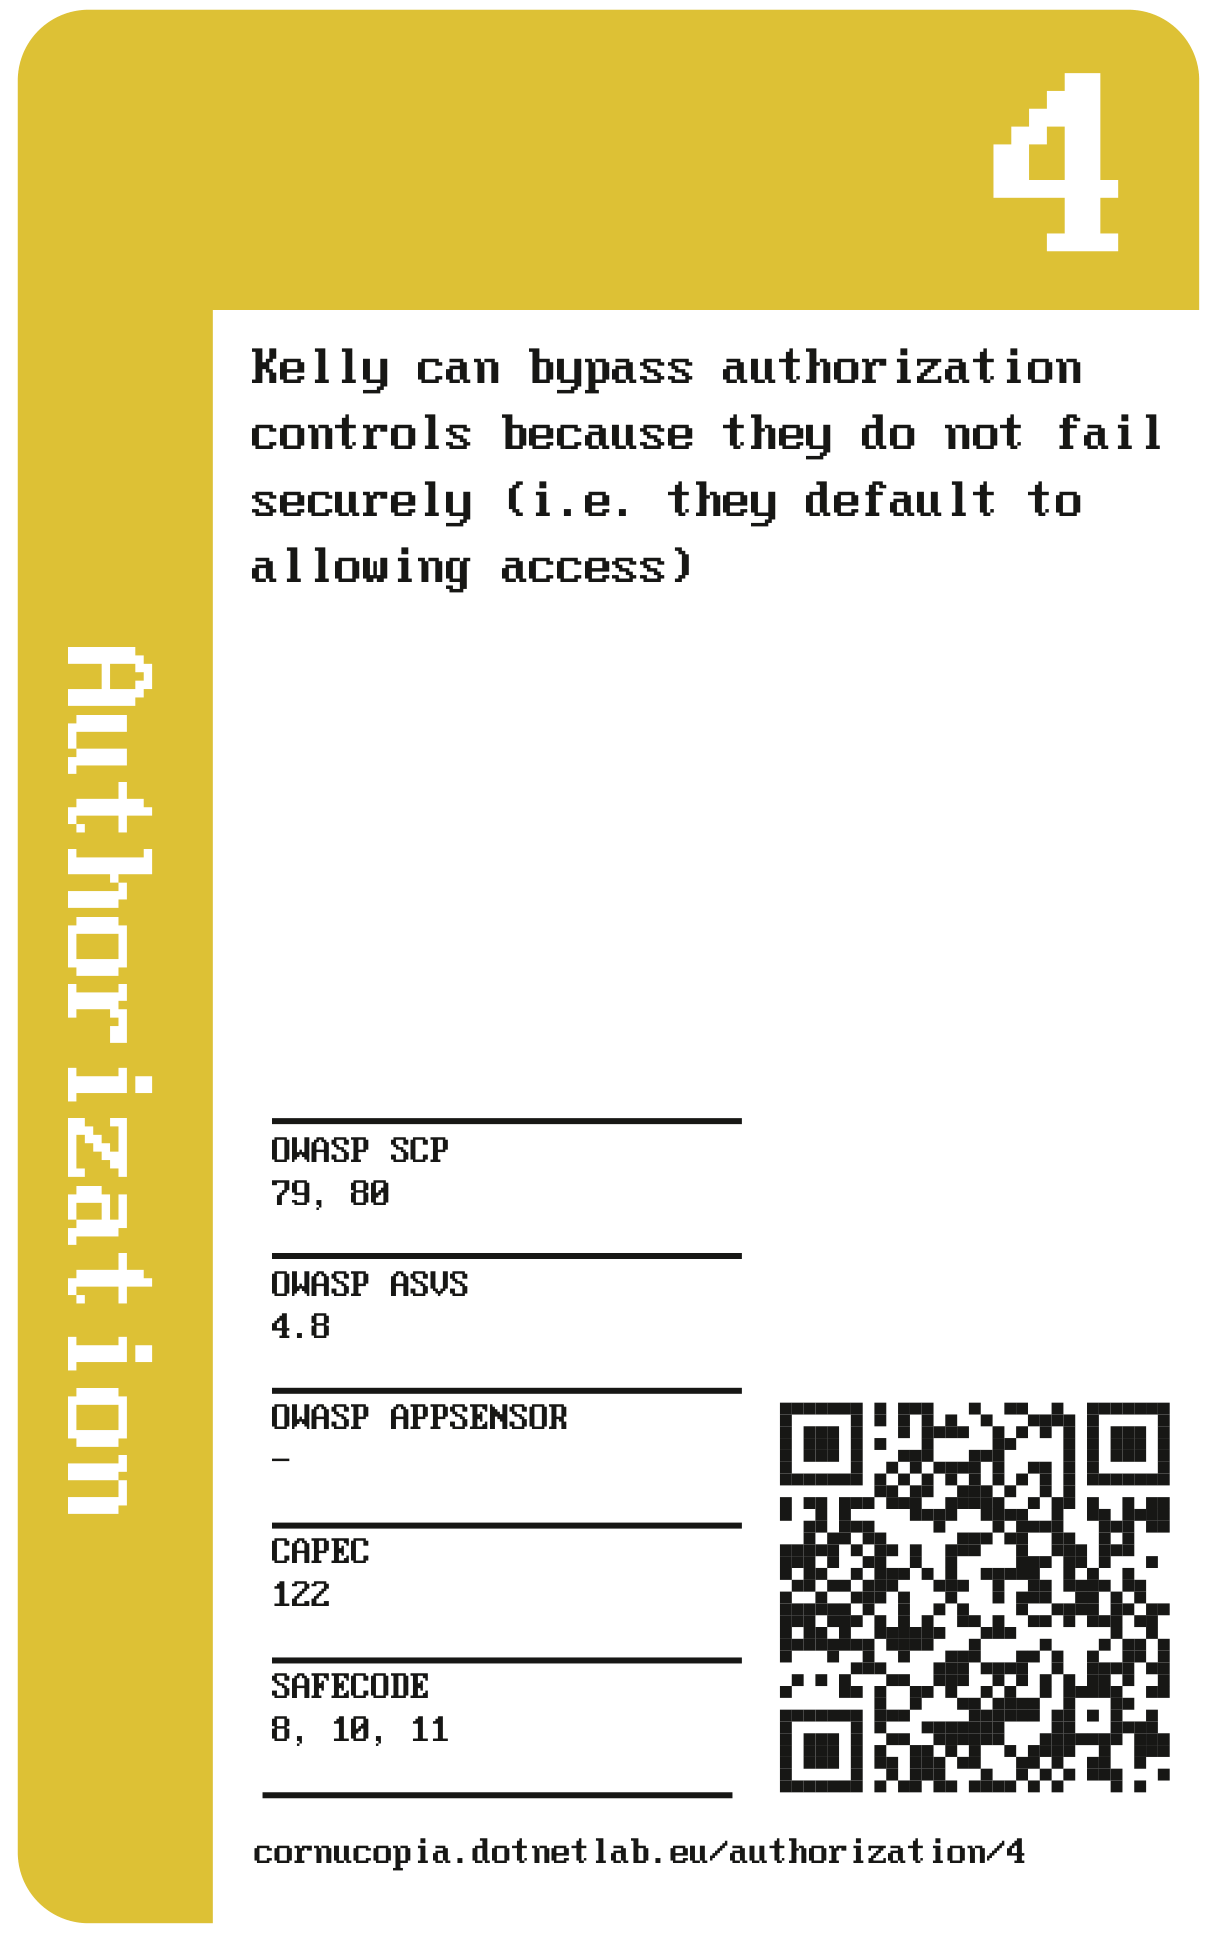 4
Kelly can bypass authorization
controls because they do not fail
securely (i.e. they default to
allowing access)
Authorization
OWASP SCP
79, 80
OWASP ASVS
4.8
OWASP APPSENSOR
–
CAPEC
122
SAFECODE
8, 10, 11
cornucopia.dotnetlab.eu/authorization/4